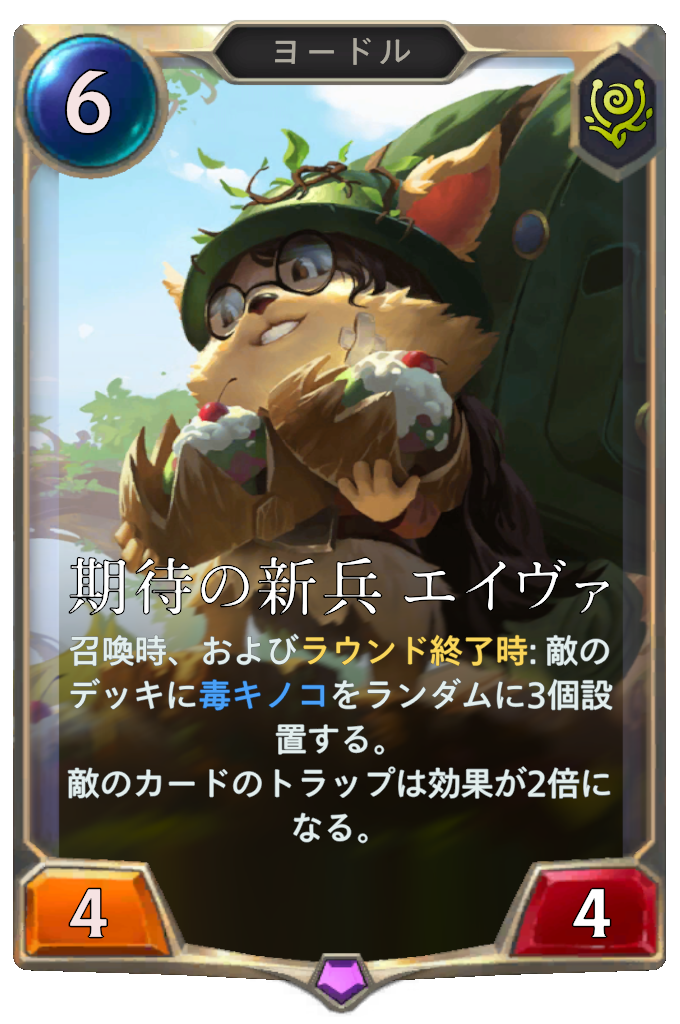 ヨードル
6
期待の新兵 エイヴァ
召喚時、およびラウンド終了時: 敵の
デッキに毒キノコをランダムに3個設
置する。
敵のカードのトラップは効果が2倍に
なる。
4
4